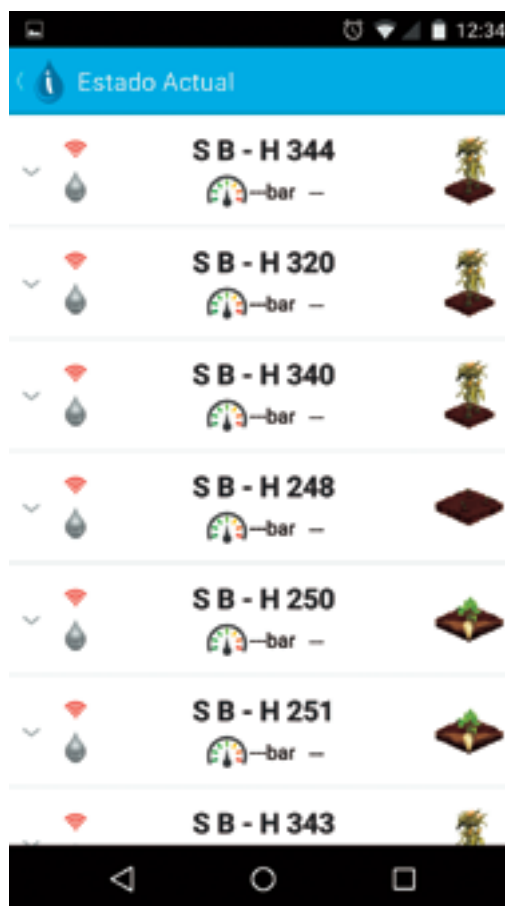 12:34
Estado Actual
S B - H 344
--bar --
S B - H 320
--bar --
S B - H 340
--bar --
S B - H 248
--bar --
S B - H 250
--bar --
S B - H 251
--bar --
S B - H 343